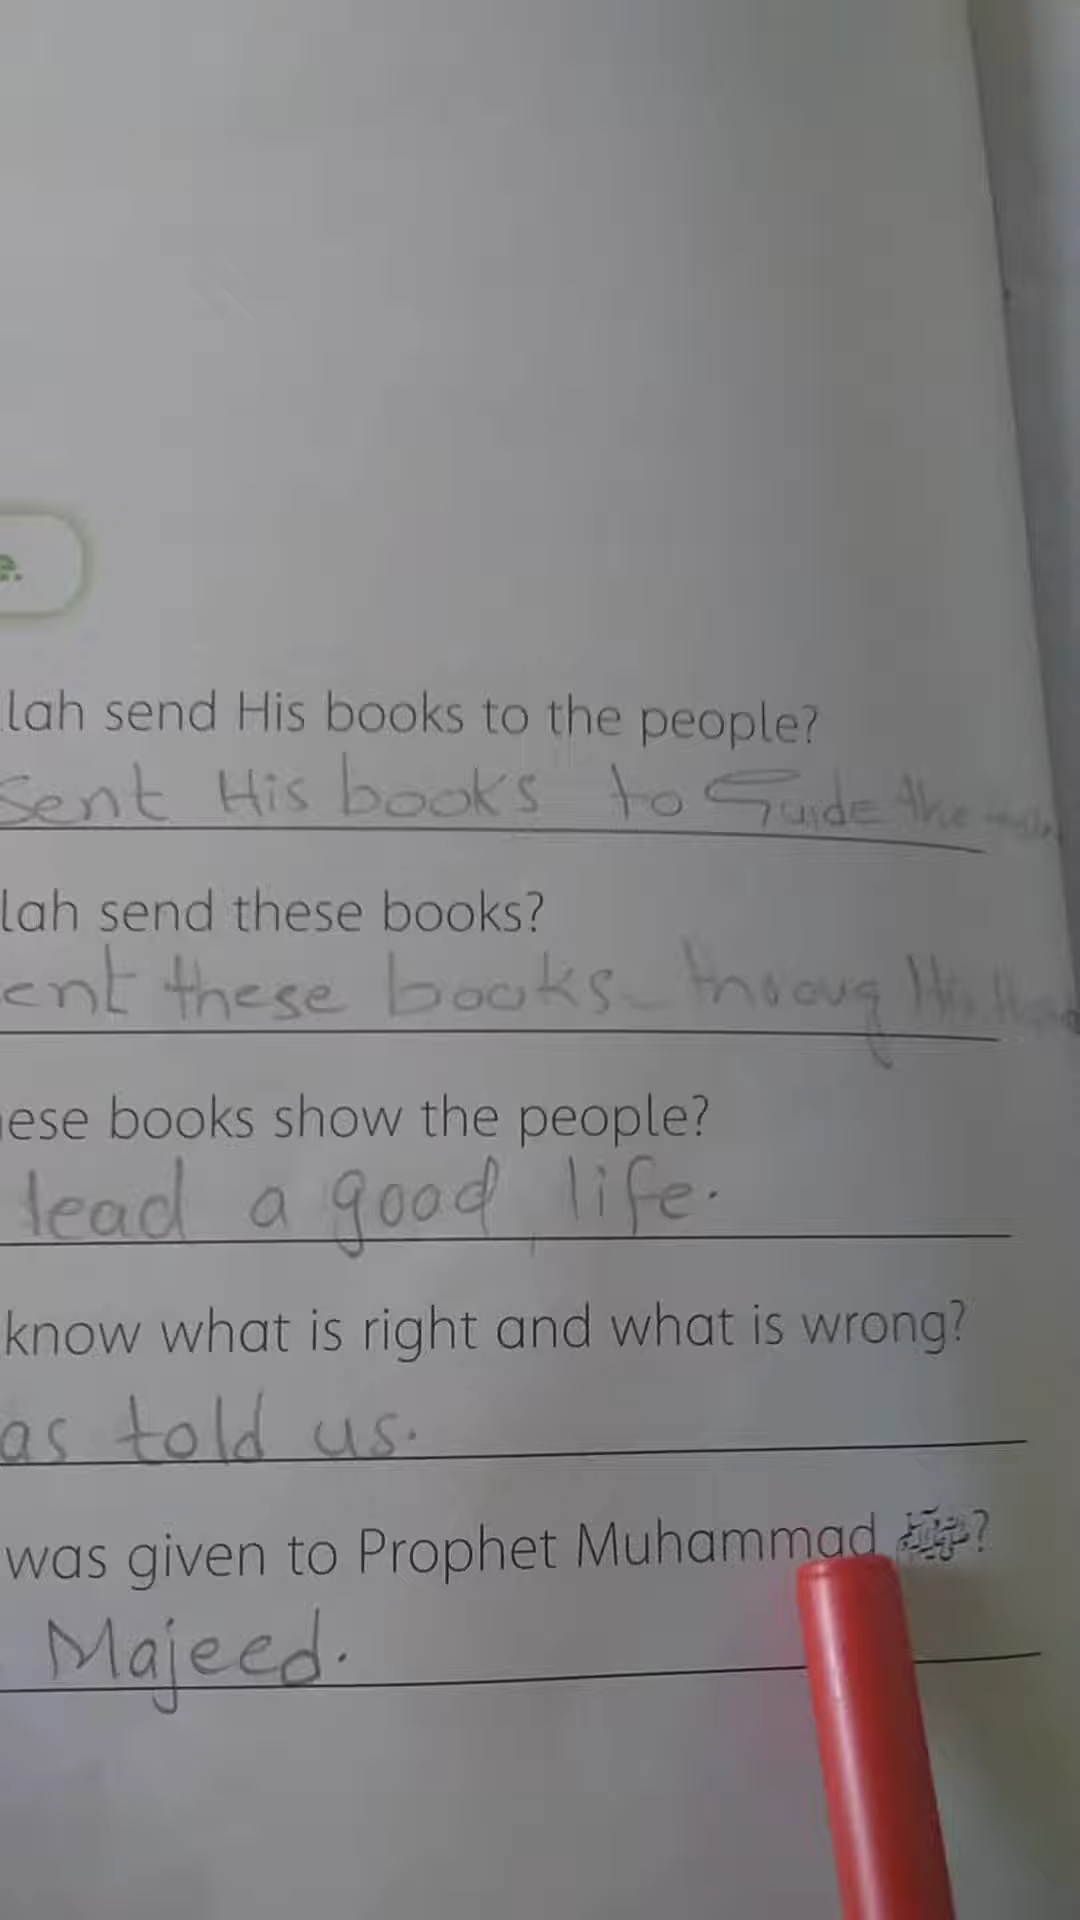 e.
lah send His books to the people?
sent His books to Guide the
lah send these books?
ent these books throug His
ese books show the people?
lead a good life.
know what is right and what is wrong?
as told us.
was given to Prophet Muhammad ﷺ?
Majeed.